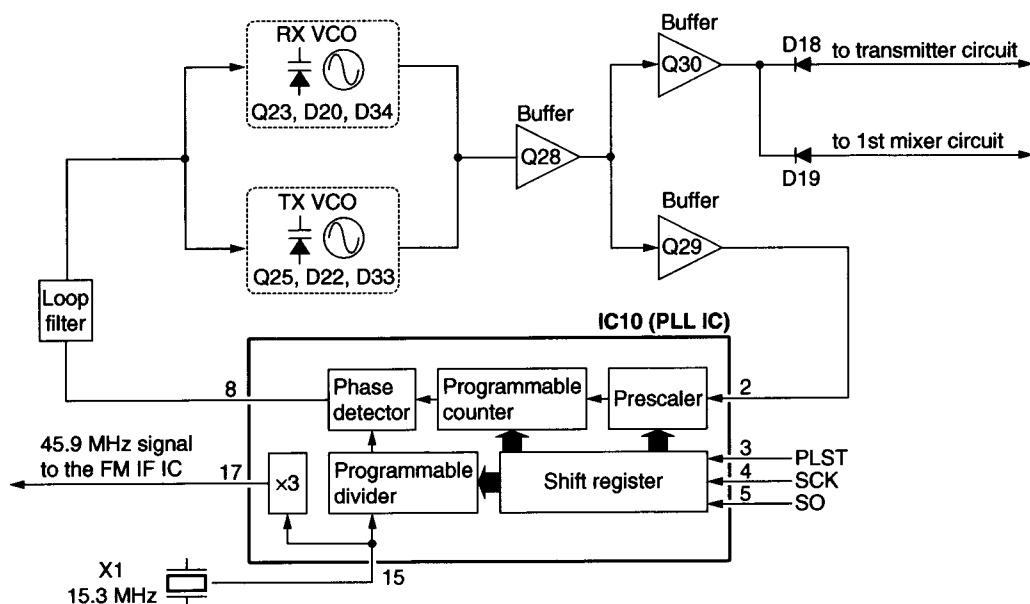 RX VCO
Q23, D20, D34
TX VCO
Q25, D22, D33
Buffer
Q28
Buffer
Q30
D18
to transmitter circuit
to 1st mixer circuit
D19
Buffer
Q29
Loop
filter
IC10 (PLL IC)
8
Phase
detector
Programmable
counter
Prescaler
2
45.9 MHz signal
to the FM IF IC
17
×3
Programmable
divider
Shift register
3
PLST
4
SCK
5
SO
X1
15.3 MHz
15